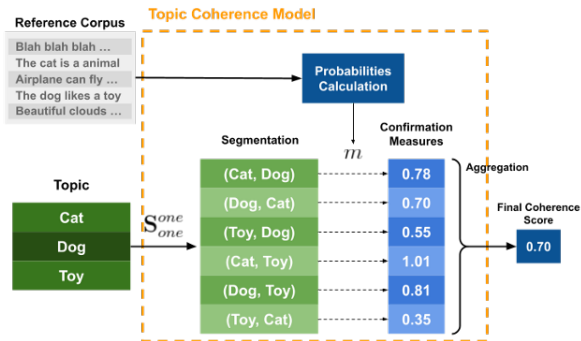 Topic Coherence Model
Reference Corpus
Blah blah blah ...
The cat is a animal
Airplane can fly ...
The dog likes a toy
Beautiful clouds ...
Probabilities
Calculation
Segmentation
m
Confirmation
Measures
Topic
Cat
Dog
Toy
S^{one}_{one}
(Cat, Dog)
(Dog, Cat)
(Toy, Dog)
(Cat, Toy)
(Dog, Toy)
(Toy, Cat)
0.78
0.70
0.55
1.01
0.81
0.35
Aggregation
Final Coherence
Score
0.70